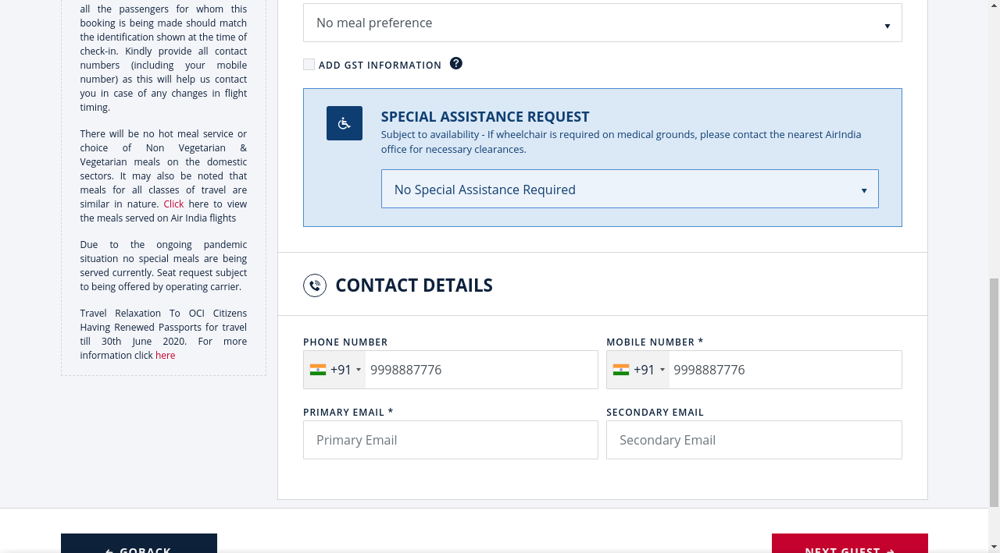 all the passengers for whom this
booking is being made should match
the identification shown at the time of
check-in. Kindly provide all contact
numbers (including your mobile
number) as this will help us contact
you in case of any changes in flight
timing.
There will be no hot meal service or
choice of Non Vegetarian &
Vegetarian meals on the domestic
sectors. It may also be noted that
meals for all classes of travel are
similar in nature. Click here to view
the meals served on Air India flights
Due to the ongoing pandemic
situation no special meals are being
served currently. Seat request subject
to being offered by operating carrier.
Travel Relaxation To OCI Citizens
Having Renewed Passports for travel
till 30th June 2020. For more
information click here
No meal preference
ADD GST INFORMATION ?
SPECIAL ASSISTANCE REQUEST
Subject to availability - If wheelchair is required on medical grounds, please contact the nearest AirIndia
office for necessary clearances.
No Special Assistance Required
CONTACT DETAILS
PHONE NUMBER
+91 9998887776
MOBILE NUMBER *
+91 9998887776
PRIMARY EMAIL *
Primary Email
SECONDARY EMAIL
Secondary Email
← GOBACK
NEXT GUEST →